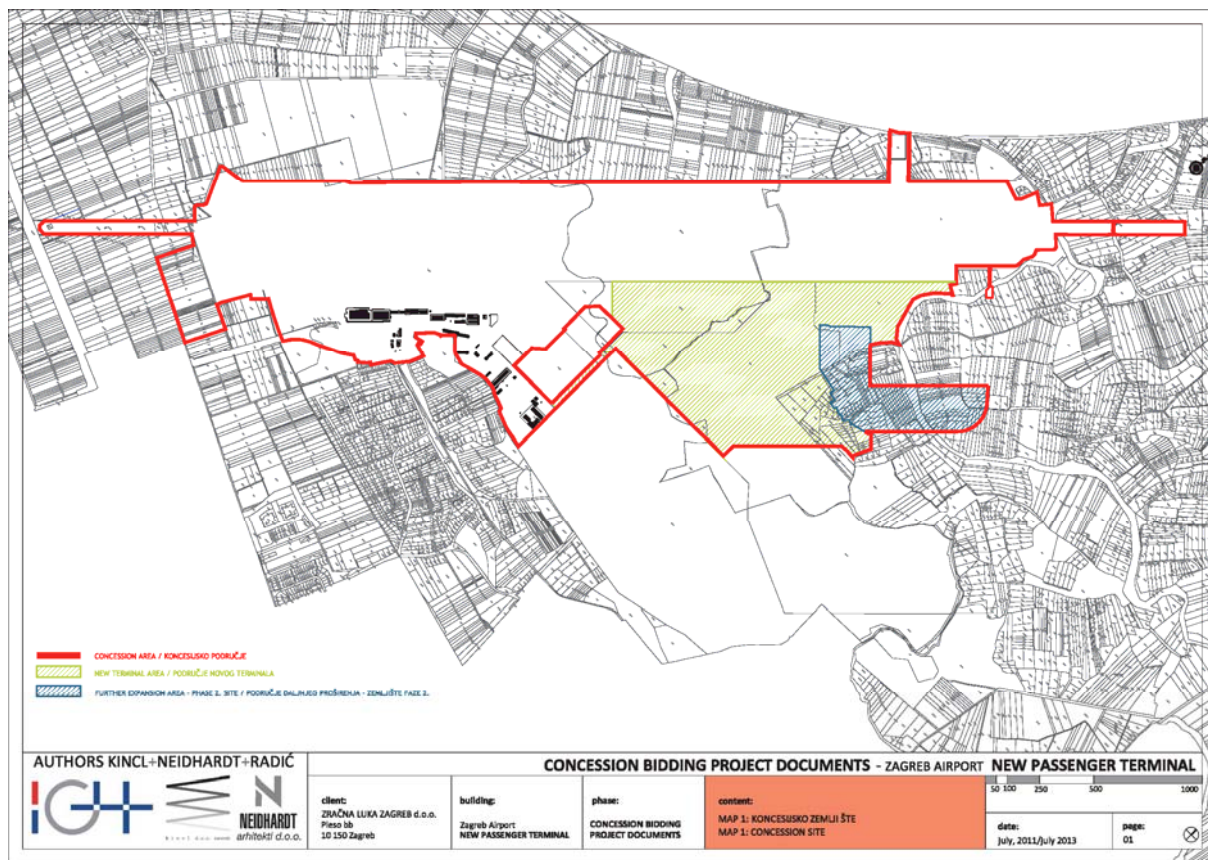 CONCESSION AREA / KONCESIJSKO PODRUČJE
NEW TERMINAL AREA / PODRUČJE NOVOG TERMINALA
FURTHER EXPANSION AREA - PHASE 2. SITE / PODRUČJE DALJNJEG PROŠIRENJA - ZEMLJIŠTE FAZE 2.
AUTHORS KINCL+NEIDHARDT+RADIĆ
IGH
NEIDHARDT
arhitekti d.o.o.
CONCESSION BIDDING PROJECT DOCUMENTS - ZAGREB AIRPORT NEW PASSENGER TERMINAL
client:
ZRAČNA LUKA ZAGREB d.o.o.
Pleso bb
10 150 Zagreb
building:
Zagreb Airport
NEW PASSENGER TERMINAL
phase:
CONCESSION BIDDING
PROJECT DOCUMENTS
content:
MAP 1: KONCESIJSKO ZEMLJI ŠTE
MAP 1: CONCESSION SITE
50 100 250 500 1000
date:
July, 2011/July 2013
page:
01